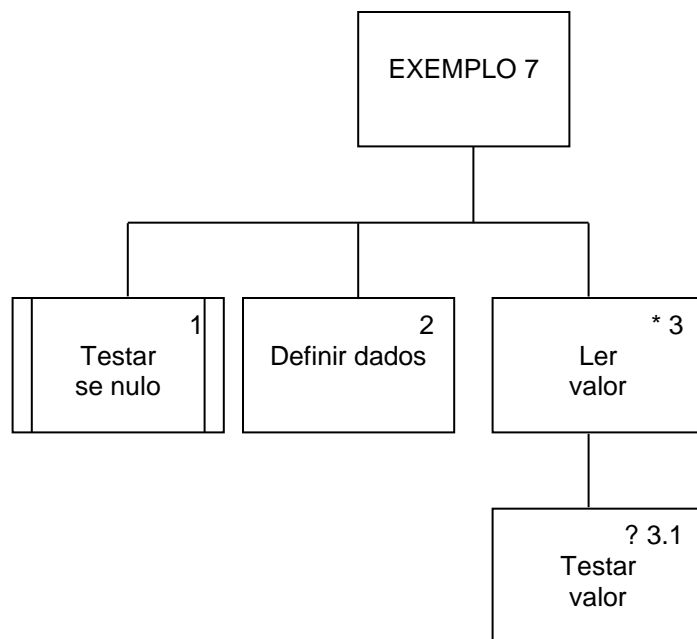 EXEMPLO 7
1
Testar
se nulo
2
Definir dados
* 3
Ler
valor
? 3.1
Testar
valor